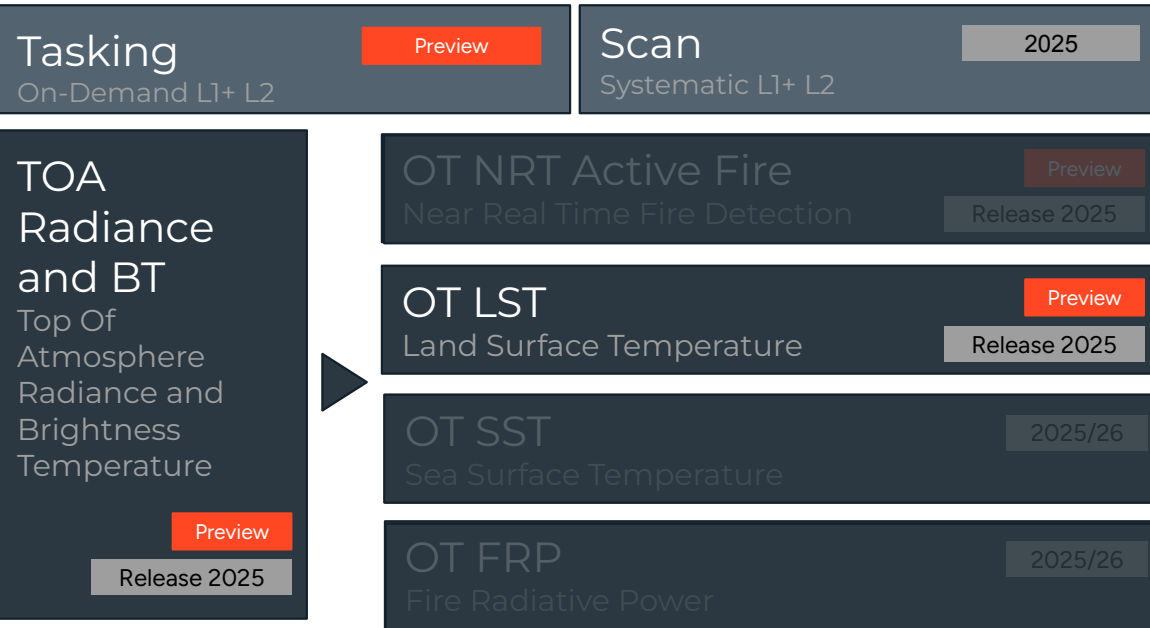 Tasking
Preview
On-Demand L1+ L2
Scan
2025
Systematic L1+ L2
TOA
Radiance
and BT
Top Of
Atmosphere
Radiance and
Brightness
Temperature
Preview
Release 2025
OT NRT Active Fire
Preview
Near Real Time Fire Detection
Release 2025
OT LST
Preview
Land Surface Temperature
Release 2025
OT SST
2025/26
Sea Surface Temperature
OT FRP
2025/26
Fire Radiative Power